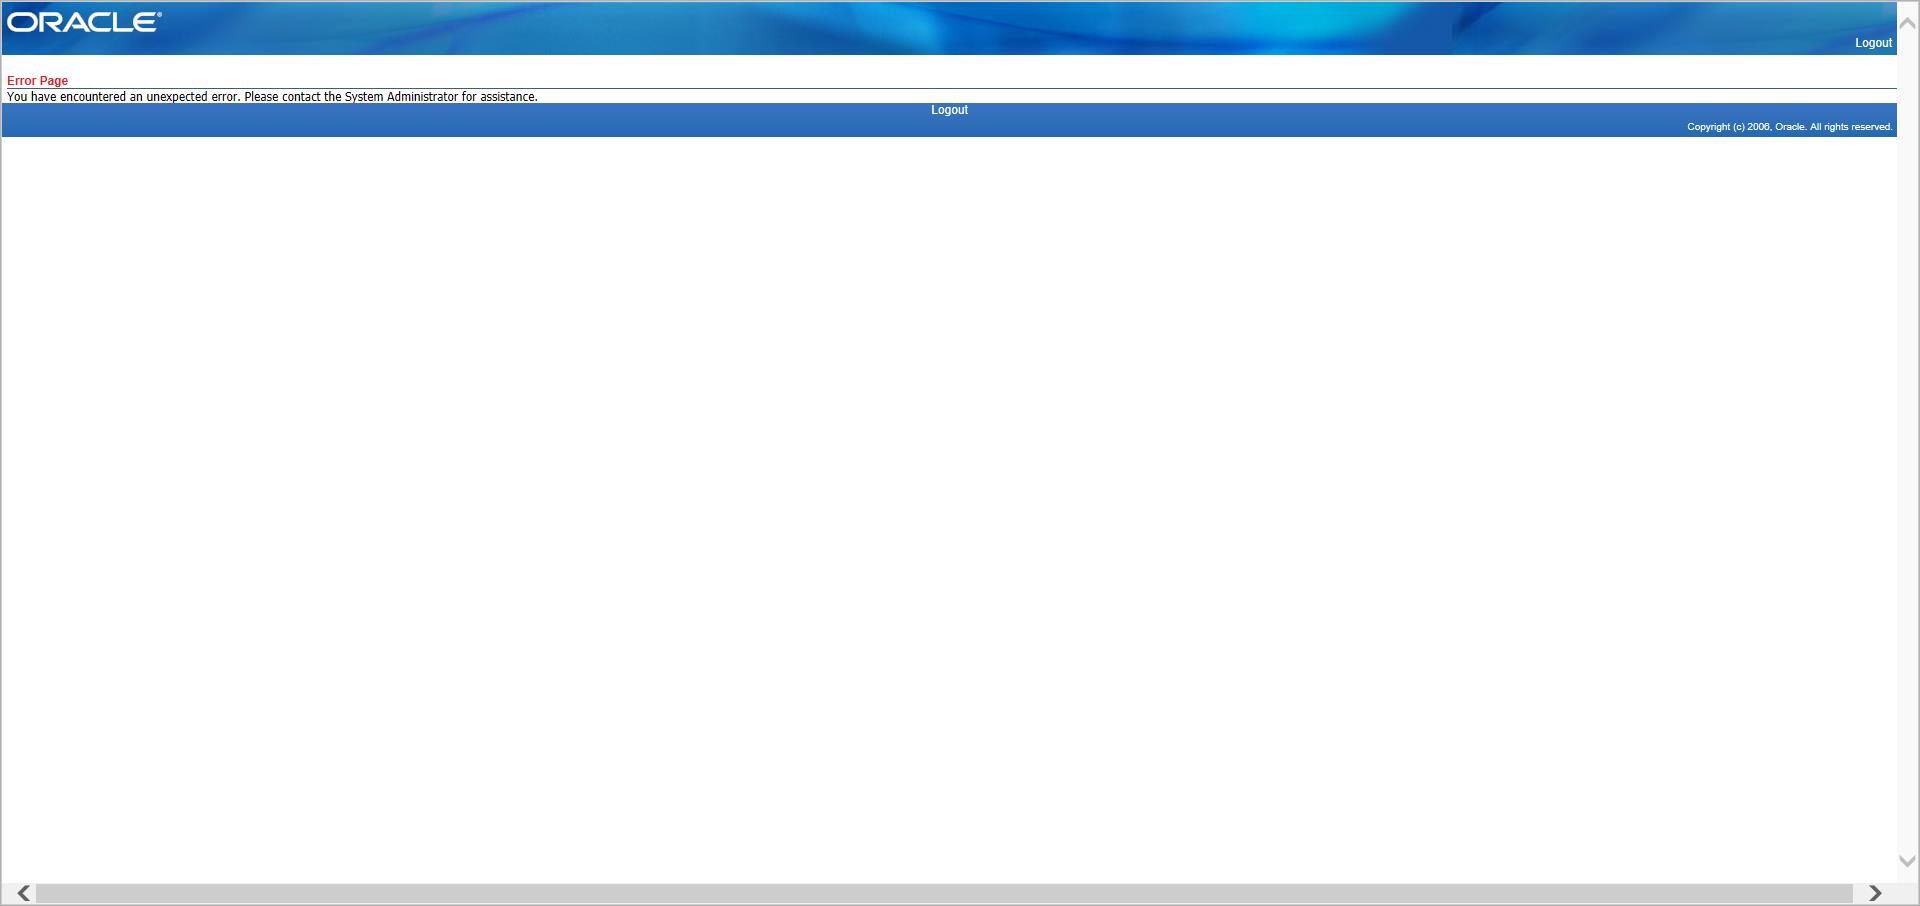 ORACLE®
Logout
Error Page
You have encountered an unexpected error. Please contact the System Administrator for assistance.
Logout
Copyright (c) 2006, Oracle. All rights reserved.